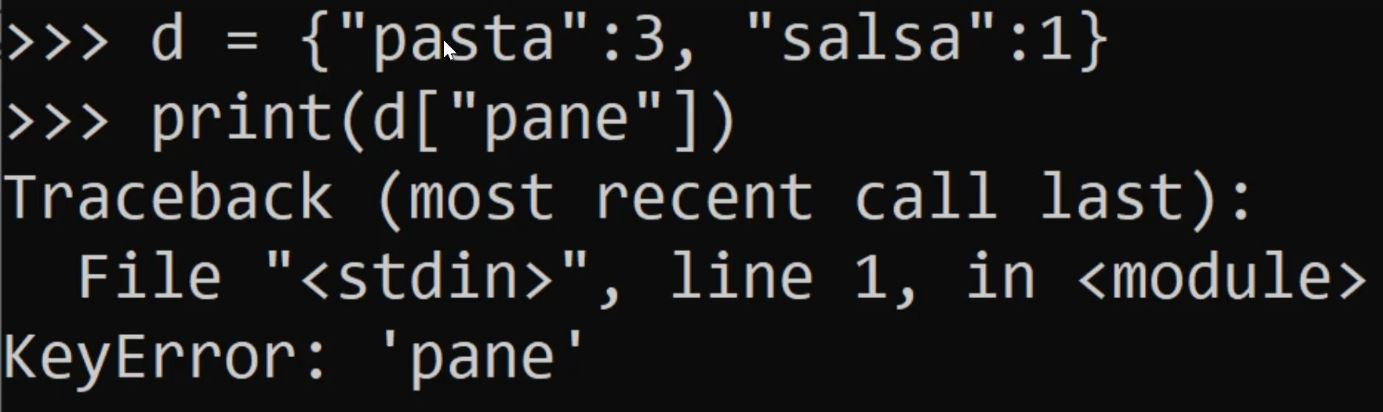 >>> d = {"pasta":3, "salsa":1}
>>> print(d["pane"])
Traceback (most recent call last):
  File "<stdin>", line 1, in <module>
KeyError: 'pane'